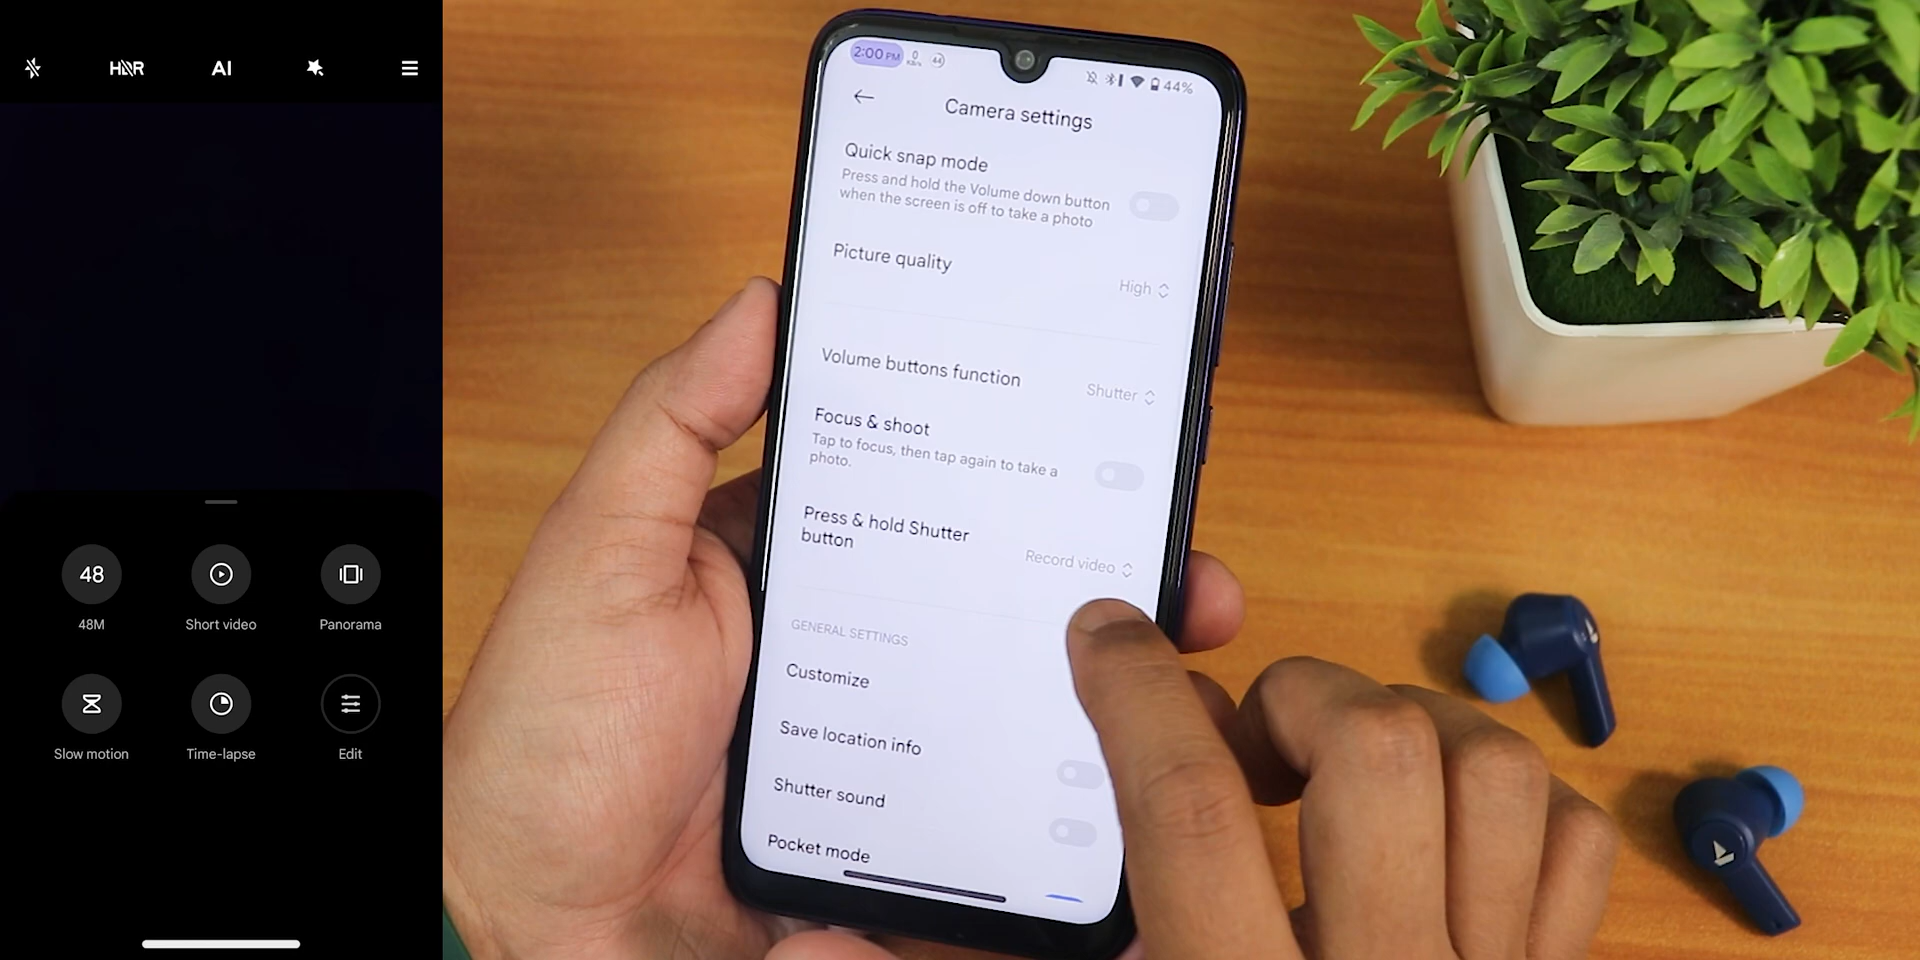 HDR
AI
48
48M
Short video
Panorama
Slow motion
Time-lapse
Edit
2:00 PM
0
KB/s
44
44%
Camera settings
Quick snap mode
Press and hold the Volume down button
when the screen is off to take a photo
Picture quality
High
Volume buttons function
Shutter
Focus & shoot
Tap to focus, then tap again to take a
photo.
Press & hold Shutter
button
Record video
GENERAL SETTINGS
Customize
Save location info
Shutter sound
Pocket mode